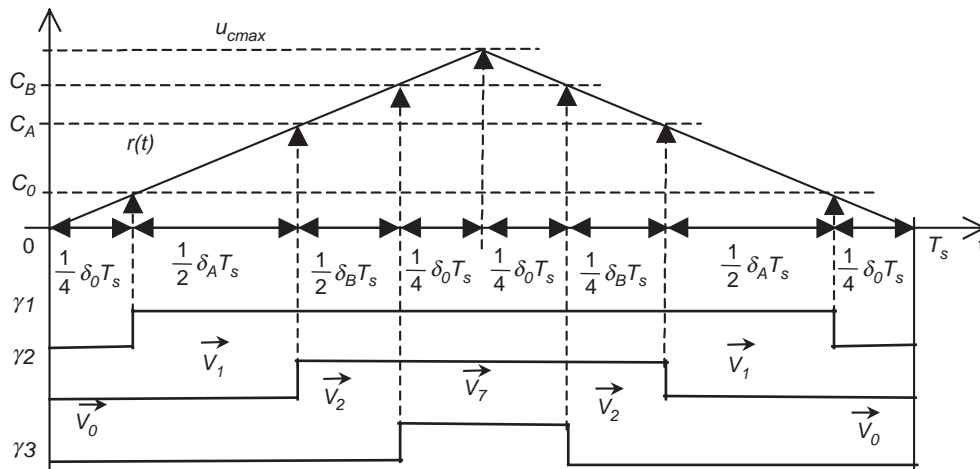 u_cmax
C_B
C_A
r(t)
C_0
0 T_s t
1/4 δ_0T_s 1/2 δ_AT_s 1/2 δ_BT_s 1/4 δ_0T_s 1/4 δ_0T_s 1/4 δ_BT_s 1/2 δ_AT_s 1/4 δ_0T_s
γ1
γ2
V_1 V_1
V_0 V_2 V_7 V_2 V_0
γ3